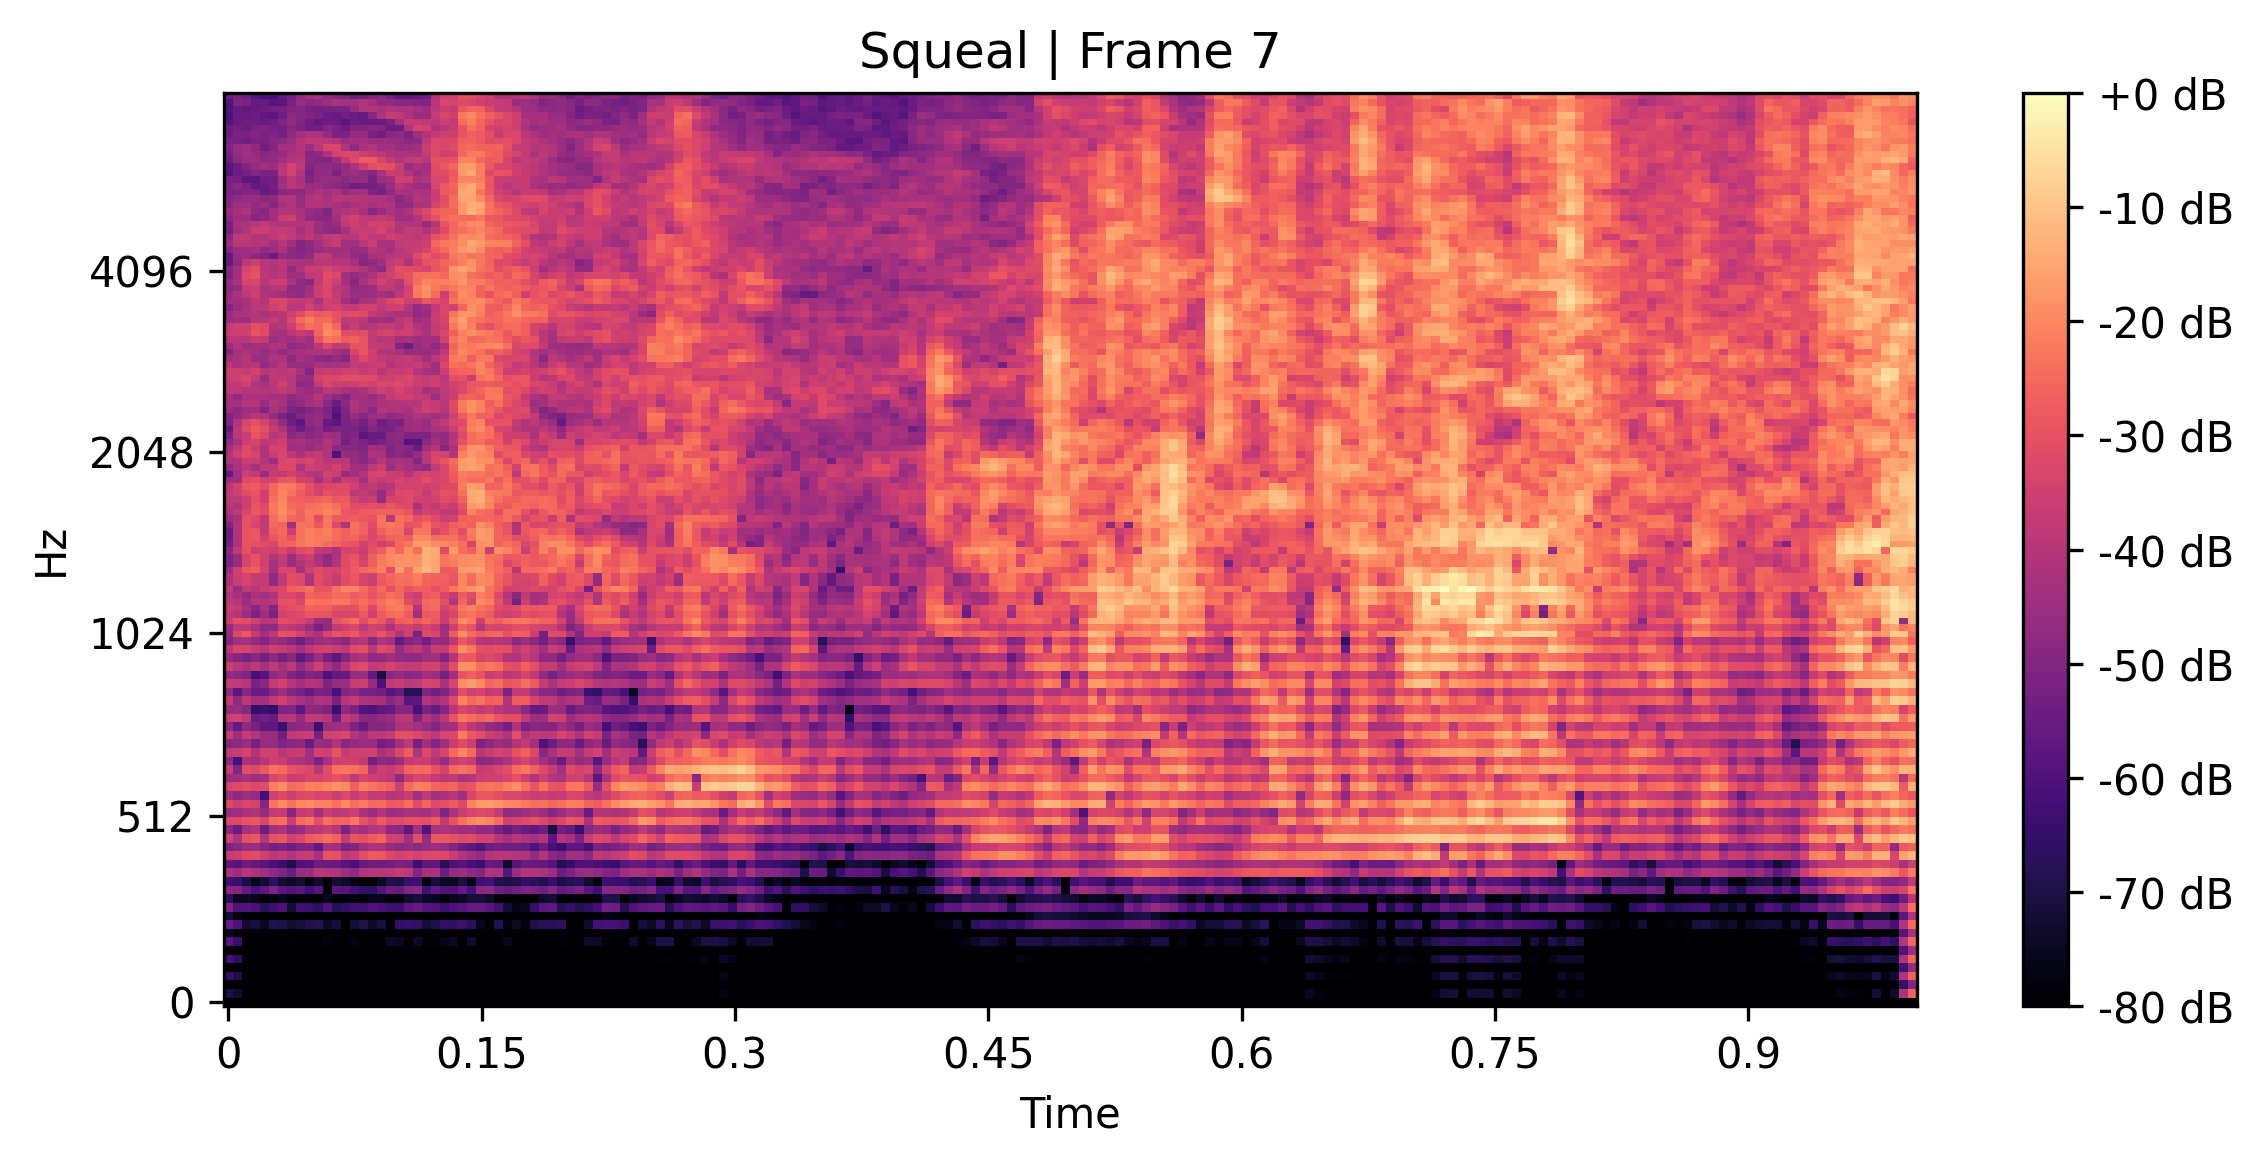 Squeal | Frame 7
Hz
4096
2048
1024
512
0
0 0.15 0.3 0.45 0.6 0.75 0.9
Time
+0 dB
-10 dB
-20 dB
-30 dB
-40 dB
-50 dB
-60 dB
-70 dB
-80 dB